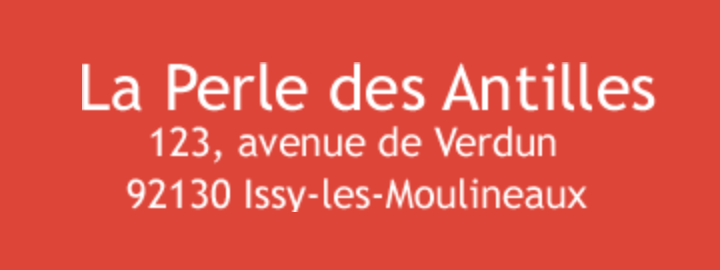 La Perle des Antilles
123, avenue de Verdun
92130 Issy-les-Moulineaux